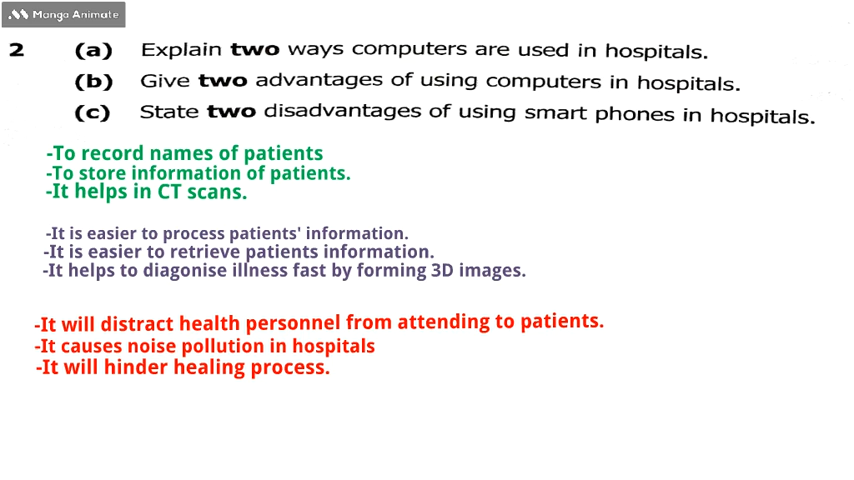 Manga Animate
2 (a) Explain two ways computers are used in hospitals.
(b) Give two advantages of using computers in hospitals.
(c) State two disadvantages of using smart phones in hospitals.
-To record names of patients
-To store information of patients.
-It helps in CT scans.
-It is easier to process patients' information.
-It is easier to retrieve patients information.
-It helps to diagonise illness fast by forming 3D images.
-It will distract health personnel from attending to patients.
-It causes noise pollution in hospitals
-It will hinder healing process.